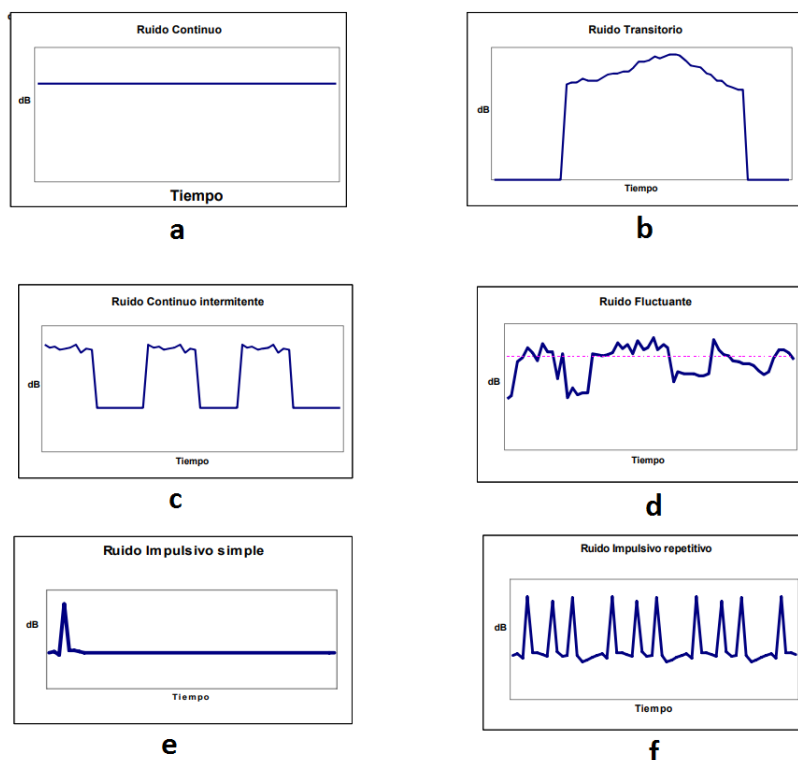 Ruido Continuo
dB
Tiempo
a
Ruido Transitorio
dB
Tiempo
b
Ruido Continuo intermitente
dB
Tiempo
c
Ruido Fluctuante
dB
Tiempo
d
Ruido Impulsivo simple
dB
Tiempo
e
Ruido Impulsivo repetitivo
dB
Tiempo
f